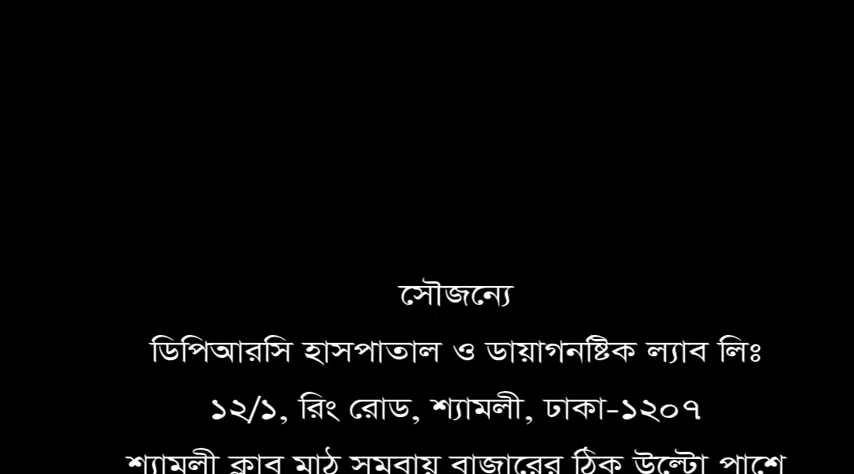 সৌজন্যে
ডিপিআরসি হাসপাতাল ও ডায়াগনষ্টিক ল্যাব লিঃ
১২/১, রিং রোড, শ্যামলী, ঢাকা-১২০৭
শ্যামলী ক্লাব মাঠ সমবায় বাজারের ঠিক উল্টো পাশে